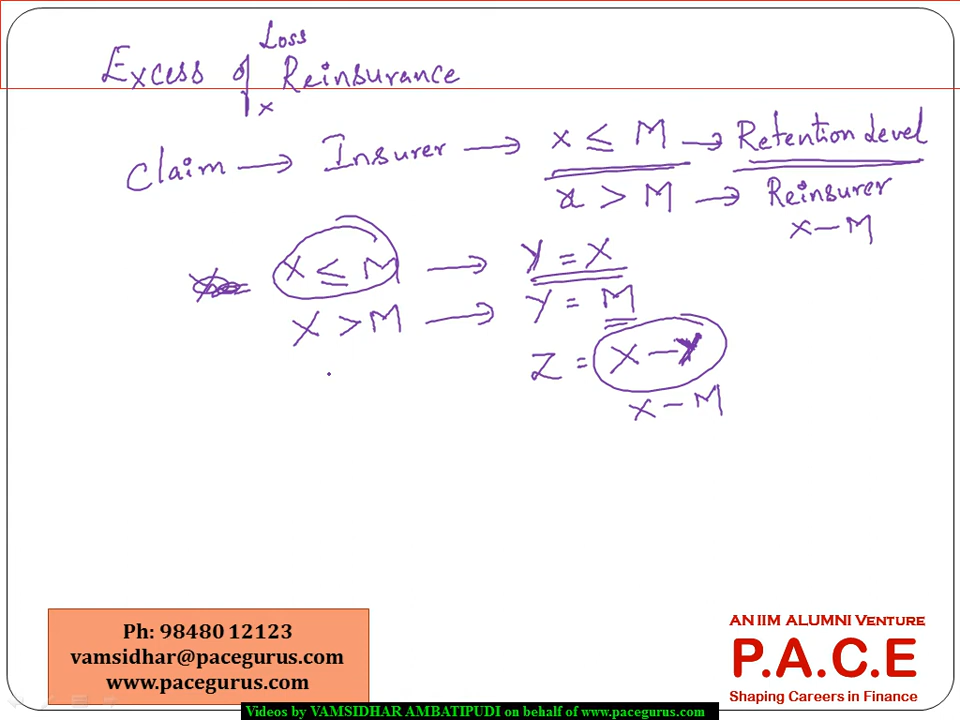 Excess of Loss Reinsurance
x
Claim → Insurer → x ≤ M → Retention Level
x > M → Reinsurer
x – M
X ≤ M → Y = X
X > M → Y = M
Z = X – Y
x – M
Ph: 98480 12123
vamsidhar@pacegurus.com
www.pacegurus.com
AN IIM ALUMNI VENTURE
P.A.C.E
Shaping Careers in Finance
Videos by VAMSIDHAR AMBATIPUDI on behalf of www.pacegurus.com